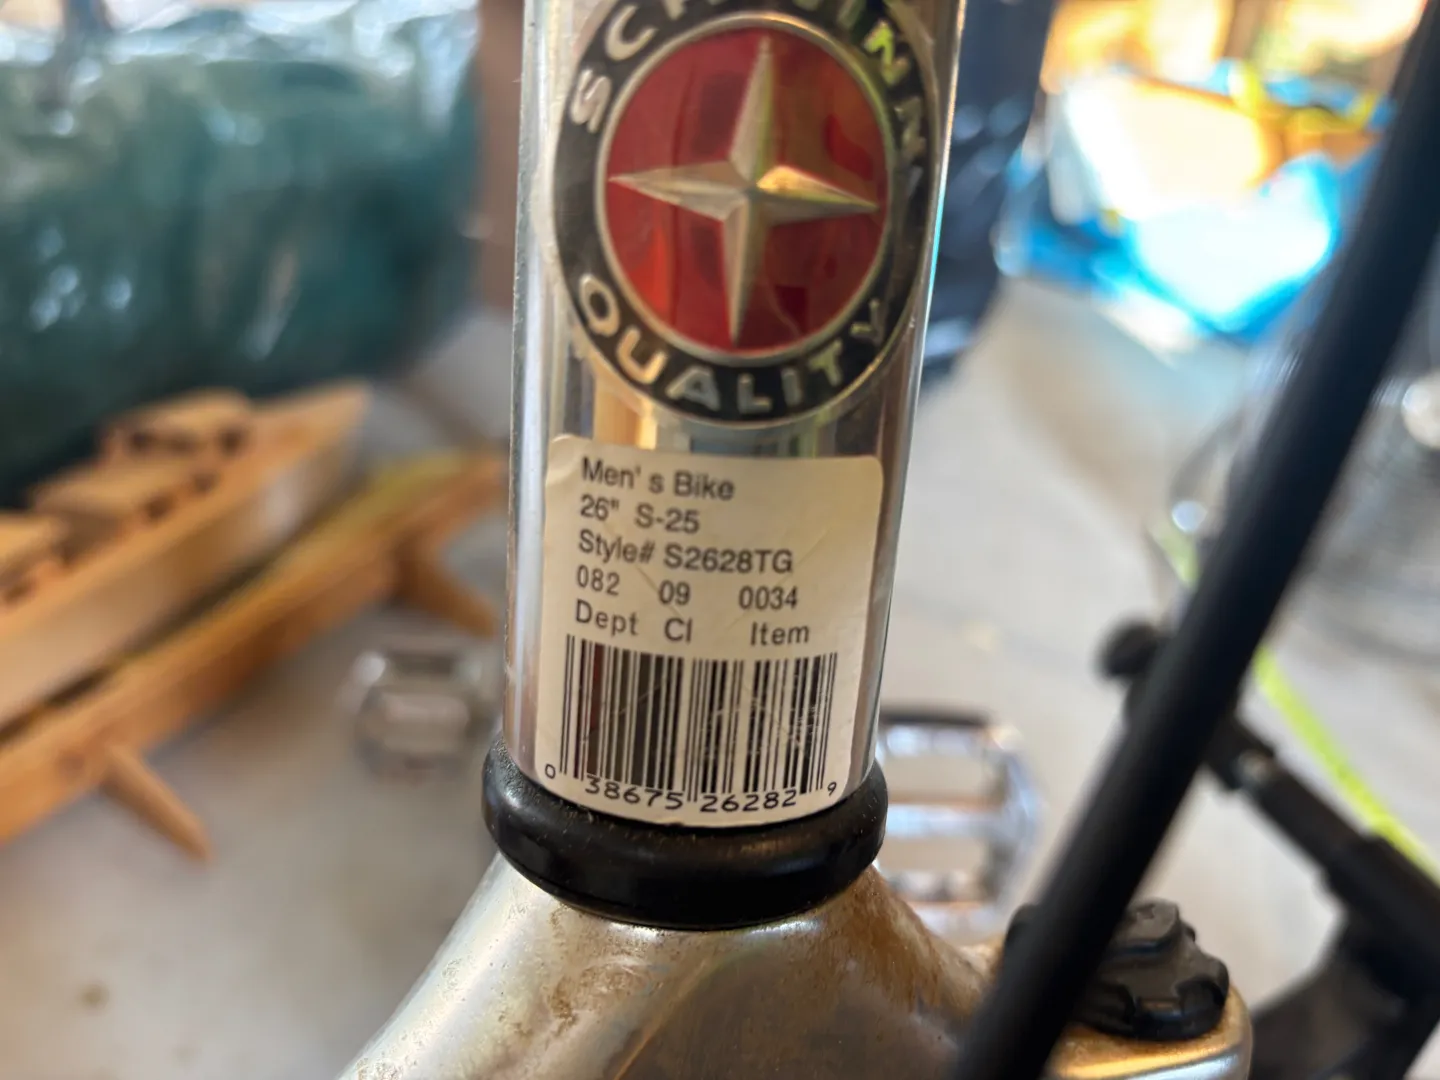 SCHWINN
QUALITY
Men's Bike
26" S-25
Style# S2628TG
082 09 0034
Dept Cl Item
0 38675 26282 9